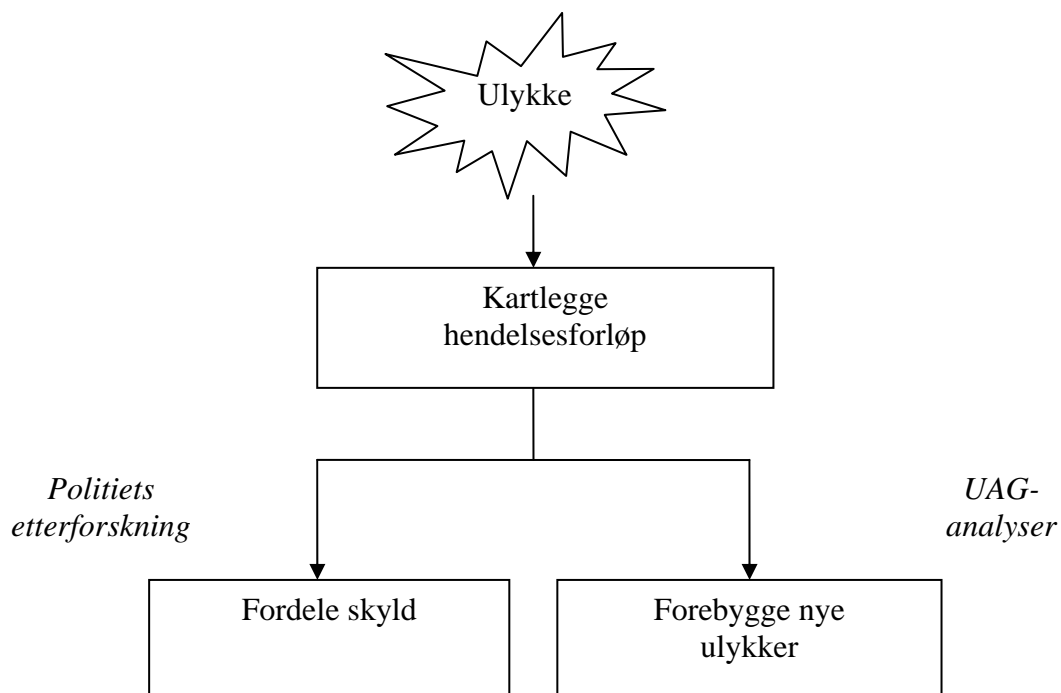 Ulykke
Kartlegge
hendelsesforløp
Politiets
etterforskning
UAG-
analyser
Fordele skyld
Forebygge nye
ulykker